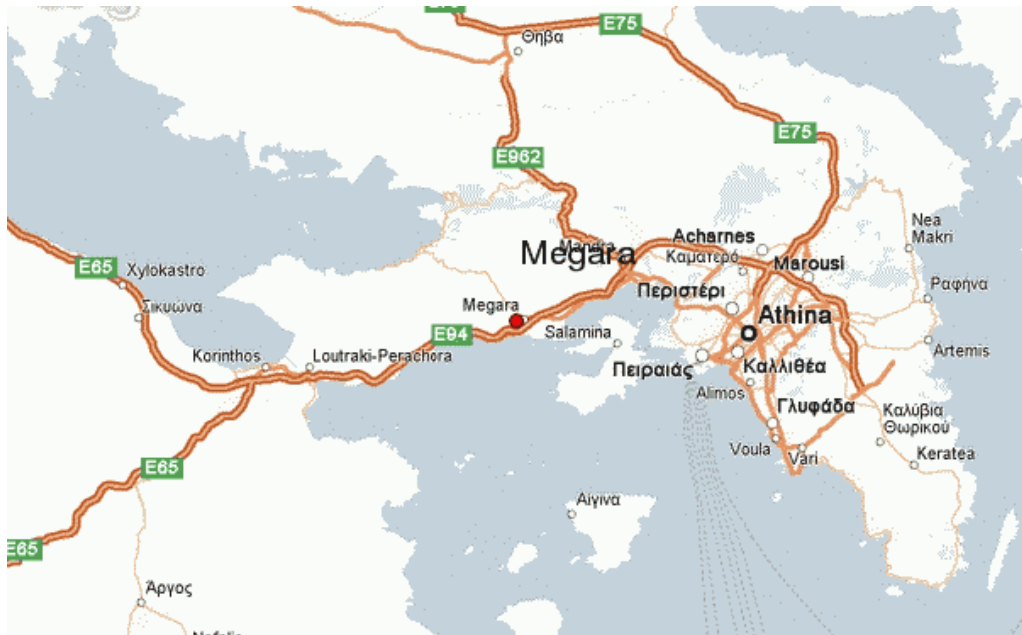 E75
Θηβα
E75
E962
Nea
Makri
Acharnes
Mandra
Megara
Καματερό
Marousi
E65
Xylokastro
Ραφήνα
Περιστέρι
Σικυώνα
Megara
Athina
Salamina
E94
Artemis
Korinthos
Loutraki-Perachora
Πειραιάς
Καλλιθέα
Alimos
Γλυφάδα
Καλύβια
Θωρικού
Voula
Vari
Keratea
E65
Αίγινα
E65
Άργος